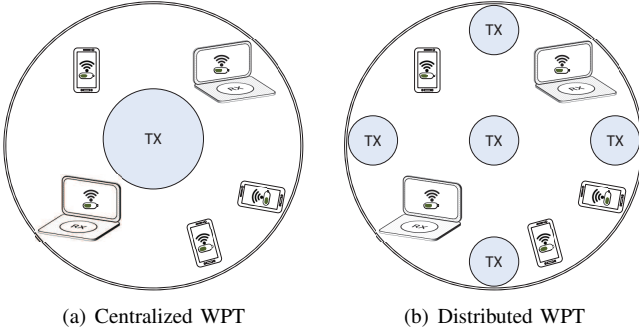 TX
RX
RX
(a) Centralized WPT
TX
RX
TX
TX
TX
RX
TX
(b) Distributed WPT